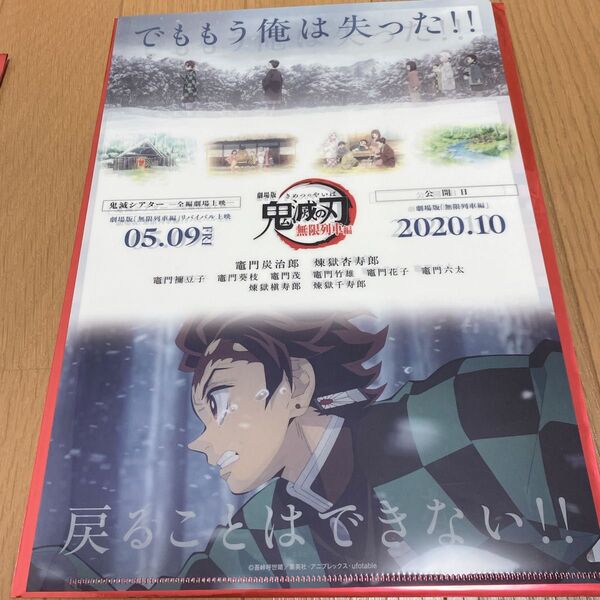 でももう俺は失った!!
劇場版 きめつのやいば
鬼滅の刃
無限列車編
鬼滅シアター ―全編劇場上映―
劇場版「無限列車編」リバイバル上映
05.09 FRI
公開日
劇場版「無限列車編」
2020.10
竈門炭治郎 煉󠄁獄杏寿郎
竈門禰豆子 竈門葵枝 竈門茂 竈門竹雄 竈門花子 竈門六太
煉󠄁獄槇寿郎 煉󠄁獄千寿郎
戻ることはできない!!
©吾峠呼世晴/集英社・アニプレックス・ufotable